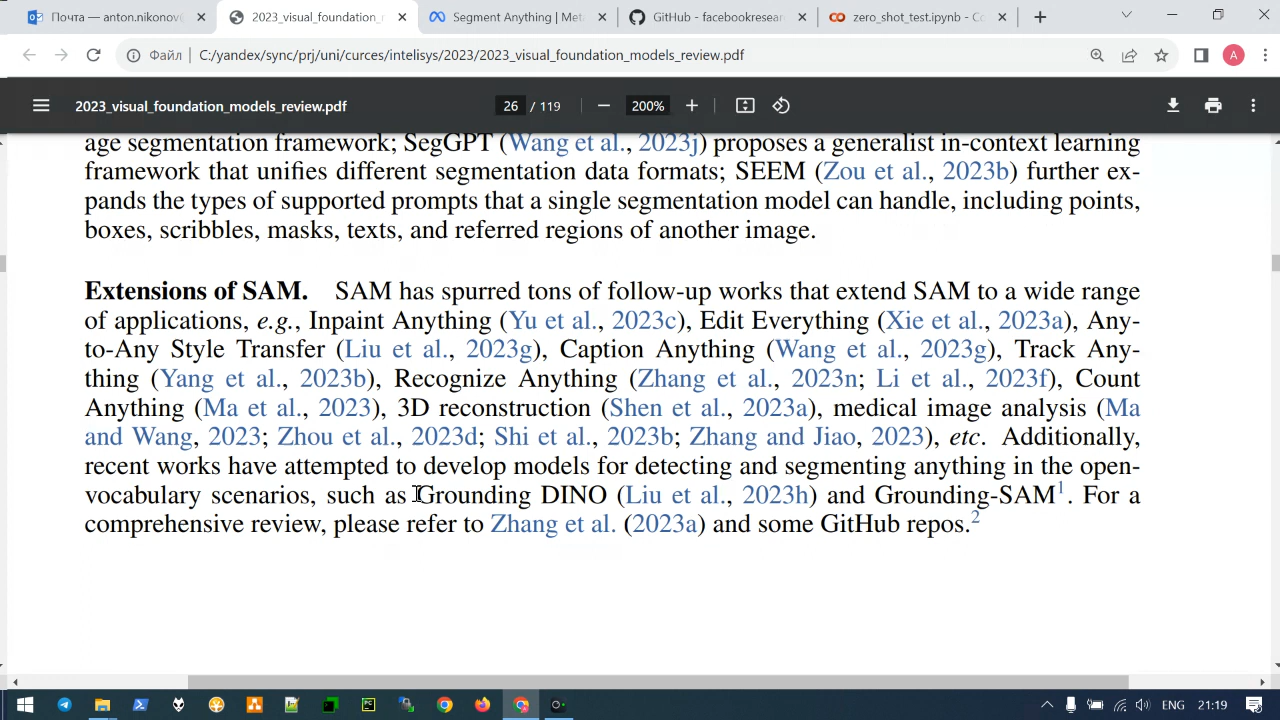 Почта — anton.nikonov
2023_visual_foundation_
Segment Anything | Met
GitHub - facebookresear
zero_shot_test.ipynb - Co
Файл
C:/yandex/sync/prj/uni/curces/intelisys/2023/2023_visual_foundation_models_review.pdf
A
2023_visual_foundation_models_review.pdf
26 / 119
200%
age segmentation framework; SegGPT (Wang et al., 2023j) proposes a generalist in-context learning
framework that unifies different segmentation data formats; SEEM (Zou et al., 2023b) further ex-
pands the types of supported prompts that a single segmentation model can handle, including points,
boxes, scribbles, masks, texts, and referred regions of another image.
Extensions of SAM. SAM has spurred tons of follow-up works that extend SAM to a wide range
of applications, e.g., Inpaint Anything (Yu et al., 2023c), Edit Everything (Xie et al., 2023a), Any-
to-Any Style Transfer (Liu et al., 2023g), Caption Anything (Wang et al., 2023g), Track Any-
thing (Yang et al., 2023b), Recognize Anything (Zhang et al., 2023n; Li et al., 2023f), Count
Anything (Ma et al., 2023), 3D reconstruction (Shen et al., 2023a), medical image analysis (Ma
and Wang, 2023; Zhou et al., 2023d; Shi et al., 2023b; Zhang and Jiao, 2023), etc. Additionally,
recent works have attempted to develop models for detecting and segmenting anything in the open-
vocabulary scenarios, such as Grounding DINO (Liu et al., 2023h) and Grounding-SAM1. For a
comprehensive review, please refer to Zhang et al. (2023a) and some GitHub repos.2
ENG
21:19